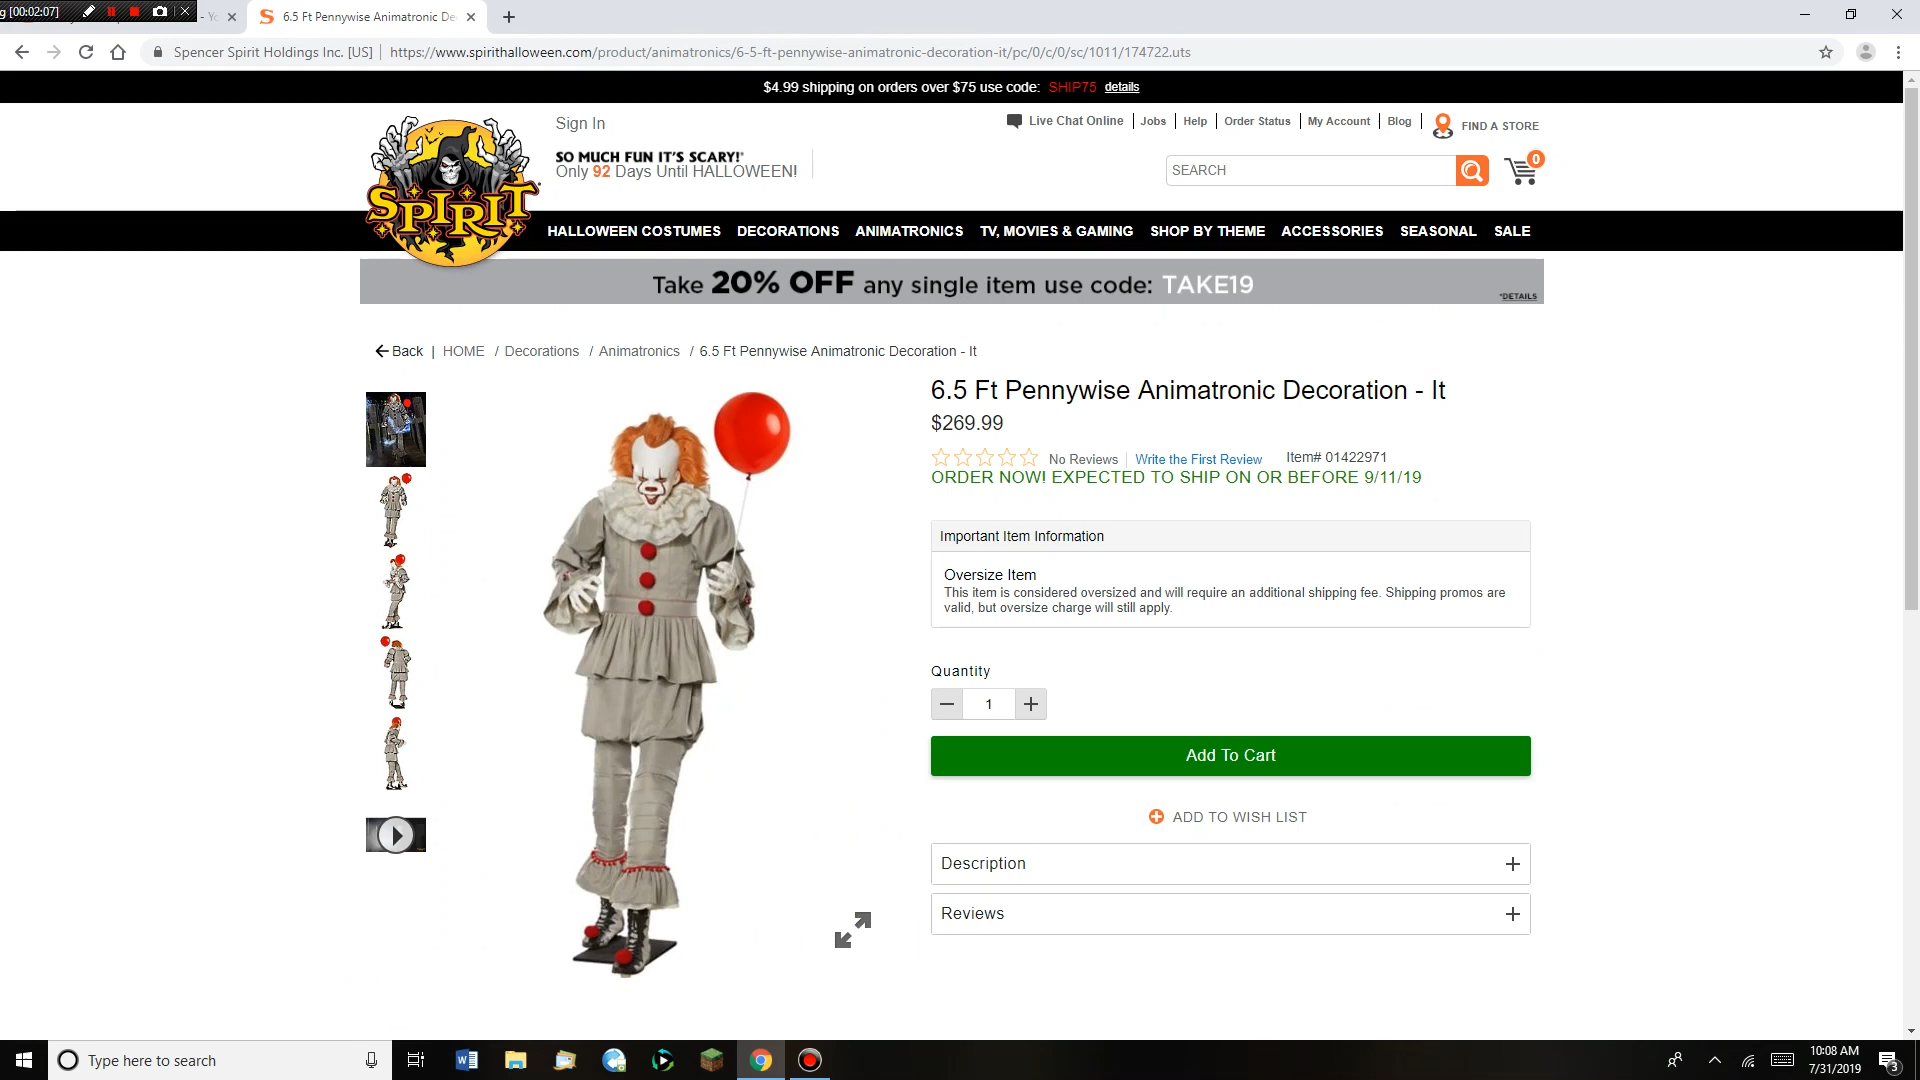 g [00:02:07]
6.5 Ft Pennywise Animatronic De
Spencer Spirit Holdings Inc. [US] | https://www.spirithalloween.com/product/animatronics/6-5-ft-pennywise-animatronic-decoration-it/pc/0/c/0/sc/1011/174722.uts
$4.99 shipping on orders over $75 use code: SHIP75 details
Sign In
Live Chat Online | Jobs | Help | Order Status | My Account | Blog | FIND A STORE
SO MUCH FUN IT'S SCARY!®
Only 92 Days Until HALLOWEEN!
SEARCH
0
SPIRIT
HALLOWEEN COSTUMES DECORATIONS ANIMATRONICS TV, MOVIES & GAMING SHOP BY THEME ACCESSORIES SEASONAL SALE
Take 20% OFF any single item use code: TAKE19
*DETAILS
Back | HOME / Decorations / Animatronics / 6.5 Ft Pennywise Animatronic Decoration - It
6.5 Ft Pennywise Animatronic Decoration - It
$269.99
No Reviews | Write the First Review Item# 01422971
ORDER NOW! EXPECTED TO SHIP ON OR BEFORE 9/11/19
Important Item Information
Oversize Item
This item is considered oversized and will require an additional shipping fee. Shipping promos are
valid, but oversize charge will still apply.
Quantity
1
Add To Cart
ADD TO WISH LIST
Description
Reviews
Type here to search
10:08 AM
7/31/2019
3